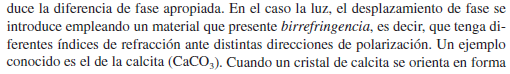 duce la diferencia de fase apropiada. En el caso la luz, el desplazamiento de fase se
introduce empleando un material que presente birrefringencia, es decir, que tenga di-
ferentes índices de refracción ante distintas direcciones de polarización. Un ejemplo
conocido es el de la calcita (CaCO₃). Cuando un cristal de calcita se orienta en forma